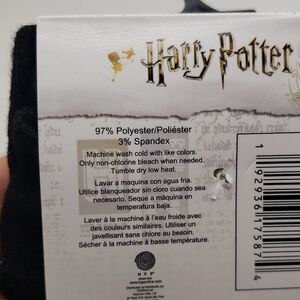 Harry Potter
97% Polyester/Poliéster
3% Spandex
Machine wash cold with like colors.
Only non-chlorine bleach when needed.
Tumble dry low heat.
Lavar a maquina con agua fria.
Utilice blanqueador sin cloro cuando sea
necesario. Seque a máquina en
temperatura baja.
Laver à la machine à l'eau froide avec
des couleurs similaires. Utiliser un
javellisant sans chlore au besoin.
Sécher à la machine à basse température.
HYP